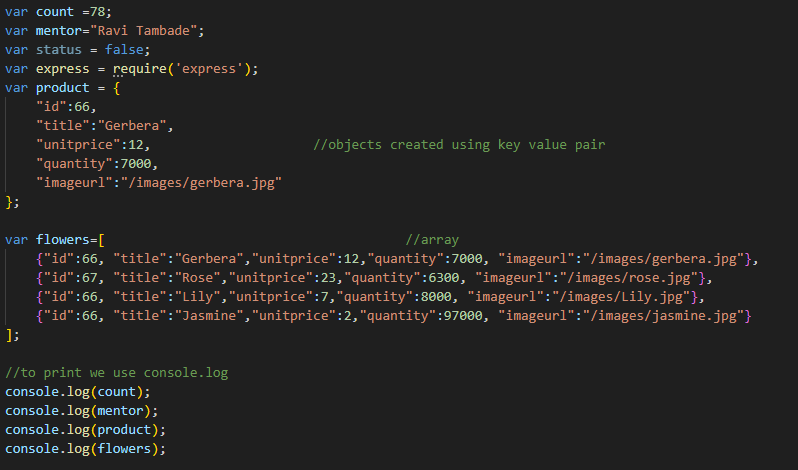 var count =78;
var mentor="Ravi Tambade";
var status = false;
var express = require('express');
var product = {
    "id":66,
    "title":"Gerbera",
    "unitprice":12,                     //objects created using key value pair
    "quantity":7000,
    "imageurl":"/images/gerbera.jpg"
};

var flowers=[                                       //array
    {"id":66, "title":"Gerbera","unitprice":12,"quantity":7000, "imageurl":"/images/gerbera.jpg"},
    {"id":67, "title":"Rose","unitprice":23,"quantity":6300, "imageurl":"/images/rose.jpg"},
    {"id":66, "title":"Lily","unitprice":7,"quantity":8000, "imageurl":"/images/Lily.jpg"},
    {"id":66, "title":"Jasmine","unitprice":2,"quantity":97000, "imageurl":"/images/jasmine.jpg"}
];

//to print we use console.log
console.log(count);
console.log(mentor);
console.log(product);
console.log(flowers);